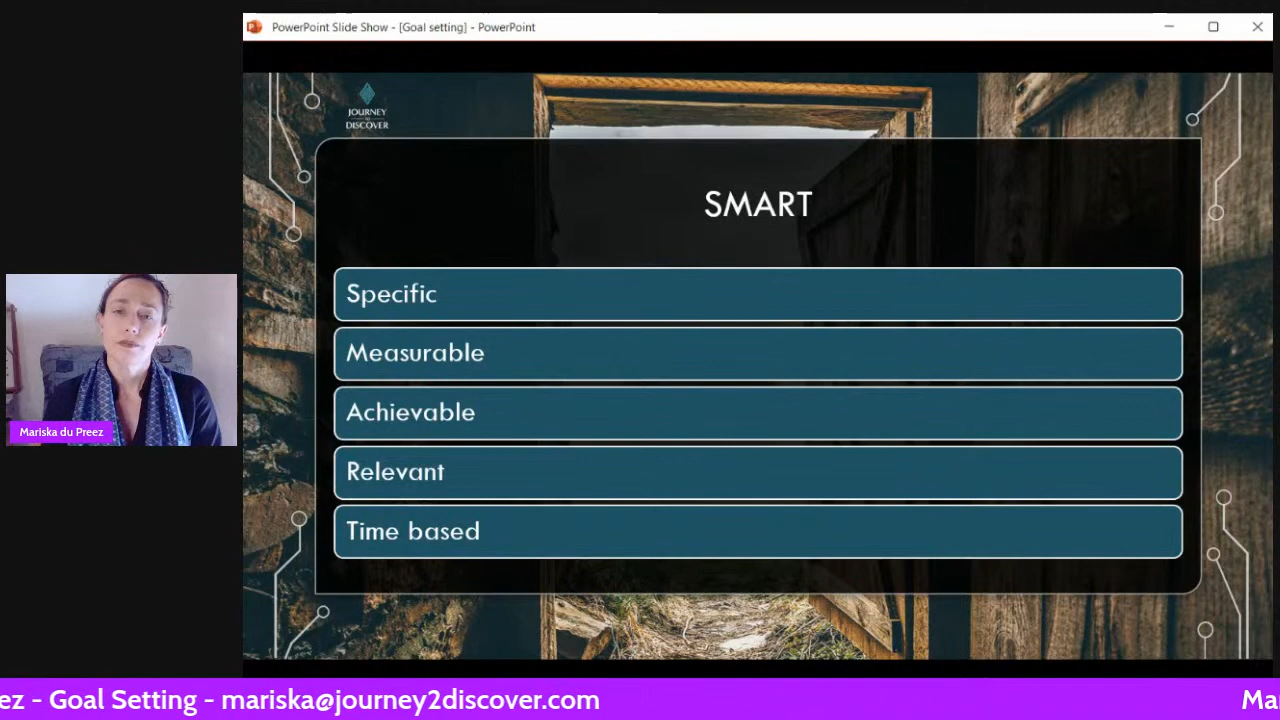 PowerPoint Slide Show - [Goal setting] - PowerPoint
JOURNEY
DISCOVER
SMART
Specific
Measurable
Achievable
Relevant
Time based
Mariska du Preez
ez - Goal Setting - mariska@journey2discover.com
Ma